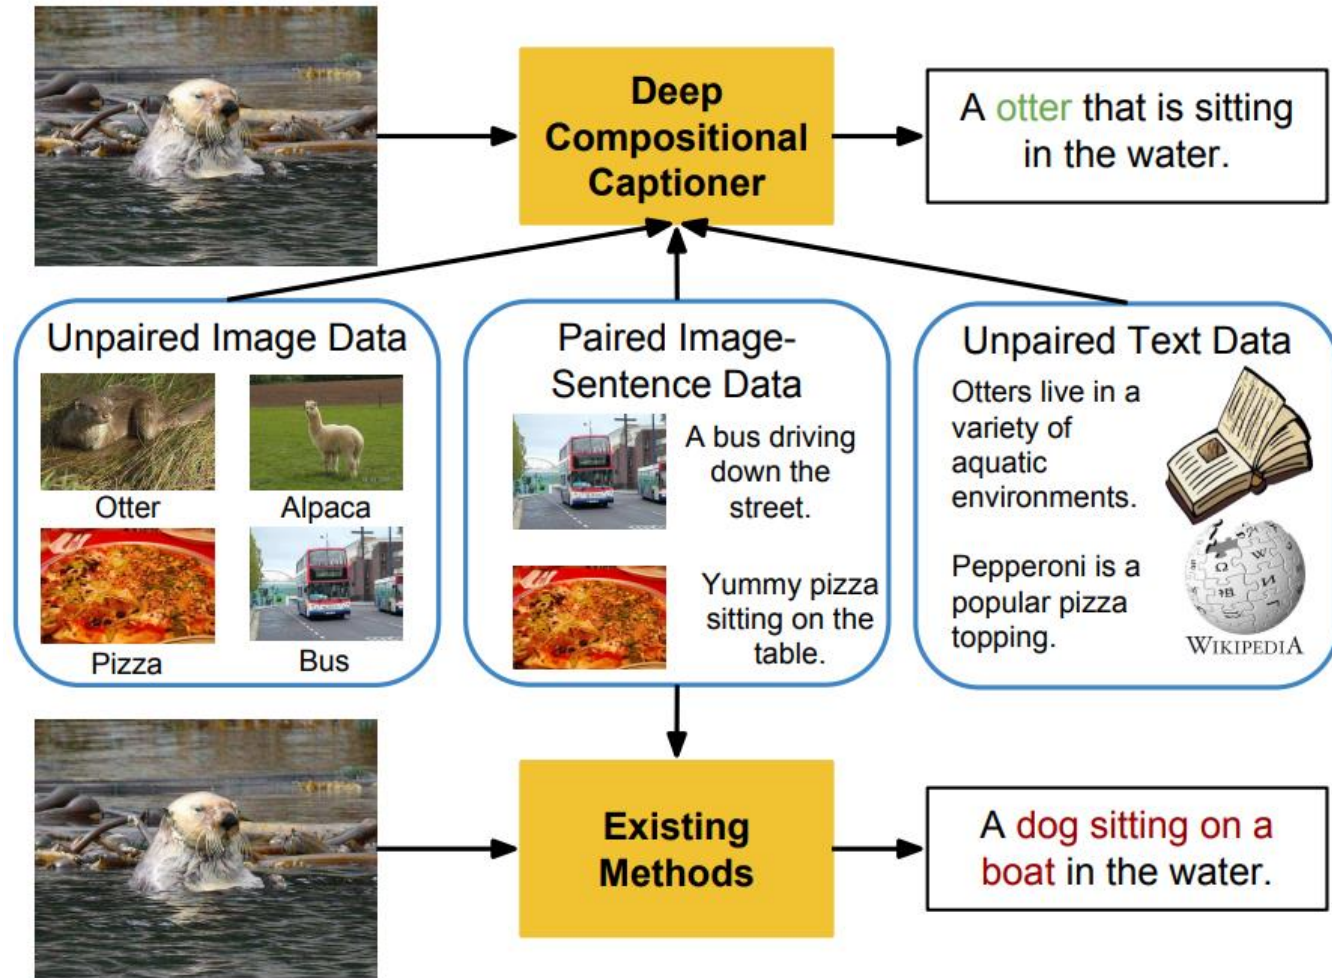 Deep
Compositional
Captioner
A otter that is sitting
in the water.
Unpaired Image Data
Otter
Alpaca
Pizza
Bus
Paired Image-
Sentence Data
A bus driving
down the
street.
Yummy pizza
sitting on the
table.
Unpaired Text Data
Otters live in a
variety of
aquatic
environments.
Pepperoni is a
popular pizza
topping.
WIKIPEDIA
Existing
Methods
A dog sitting on a
boat in the water.